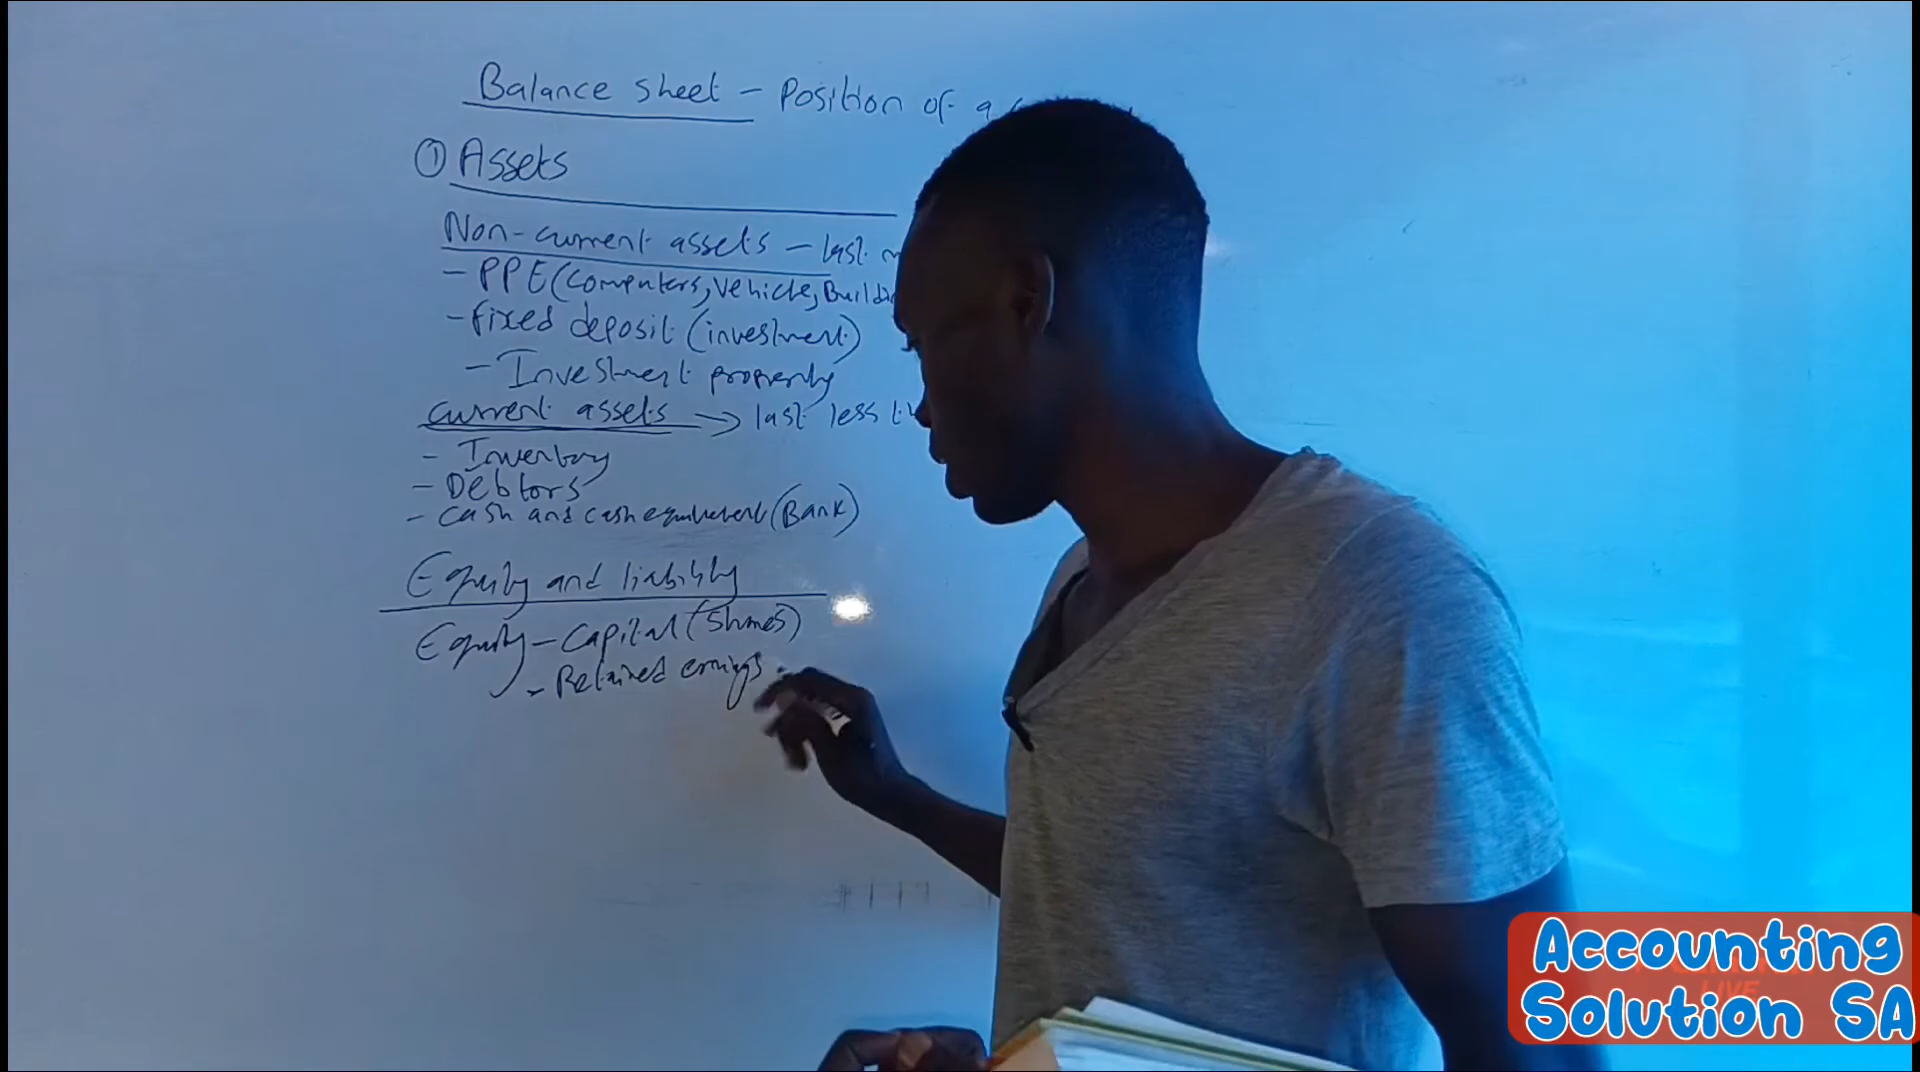 Balance sheet - Position of a
① Assets
Non-current assets - last
- PPE (Computers, Vehicle, Buildi
- fixed deposit (investment)
- Investment property
current assets → last less
- Inventory
- Debtors
- Cash and cash equivalent (Bank)
Equity and liability
Equity - Capital (Shares)
- Retained earnings
Accounting
Solution SA